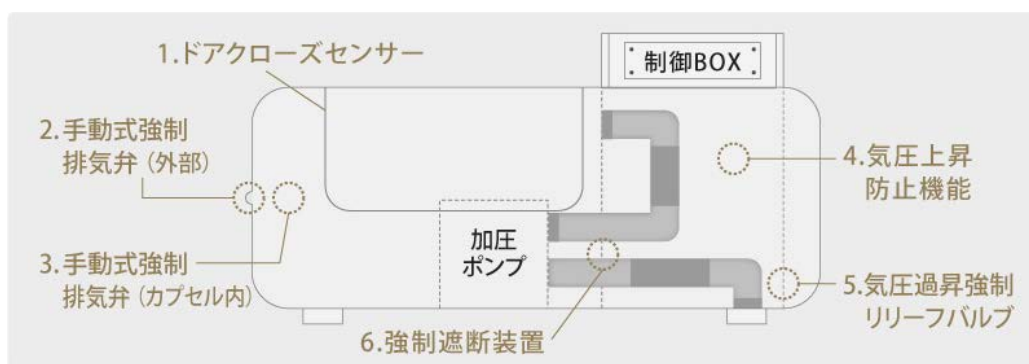 1.ドアクローズセンサー
制御BOX
2.手動式強制
排気弁（外部）
3.手動式強制
排気弁（カプセル内）
加圧
ポンプ
4.気圧上昇
防止機能
5.気圧過昇強制
リリーフバルブ
6.強制遮断装置